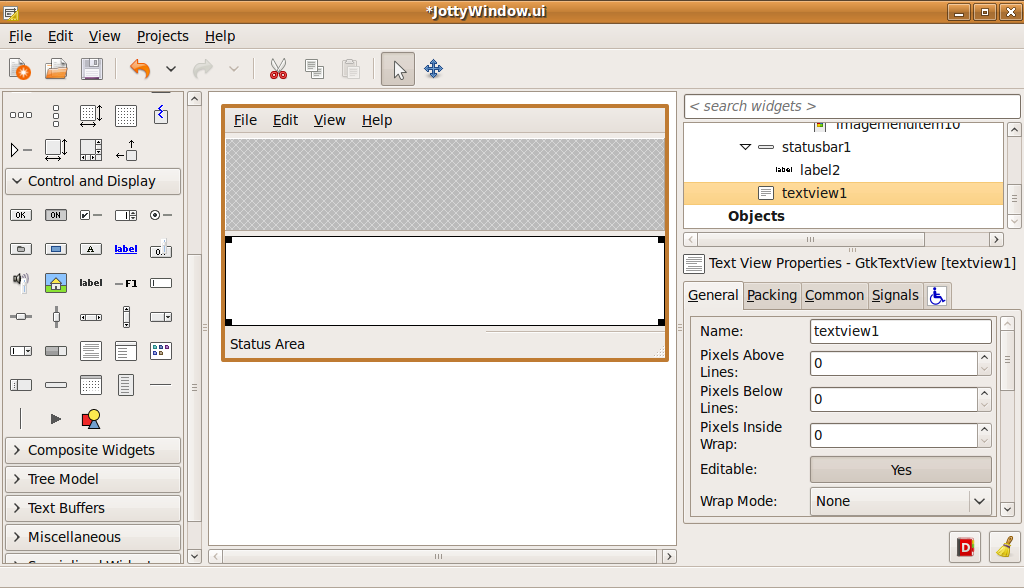 *JottyWindow.ui
File Edit View Projects Help
Control and Display
OK ON
A label 0..
label F1
Composite Widgets
Tree Model
Text Buffers
Miscellaneous
File Edit View Help
Status Area
< search widgets >
imagemenuitem10
statusbar1
label label2
textview1
Objects
Text View Properties - GtkTextView [textview1]
General Packing Common Signals
Name: textview1
Pixels Above Lines: 0
Pixels Below Lines: 0
Pixels Inside Wrap: 0
Editable: Yes
Wrap Mode: None
D